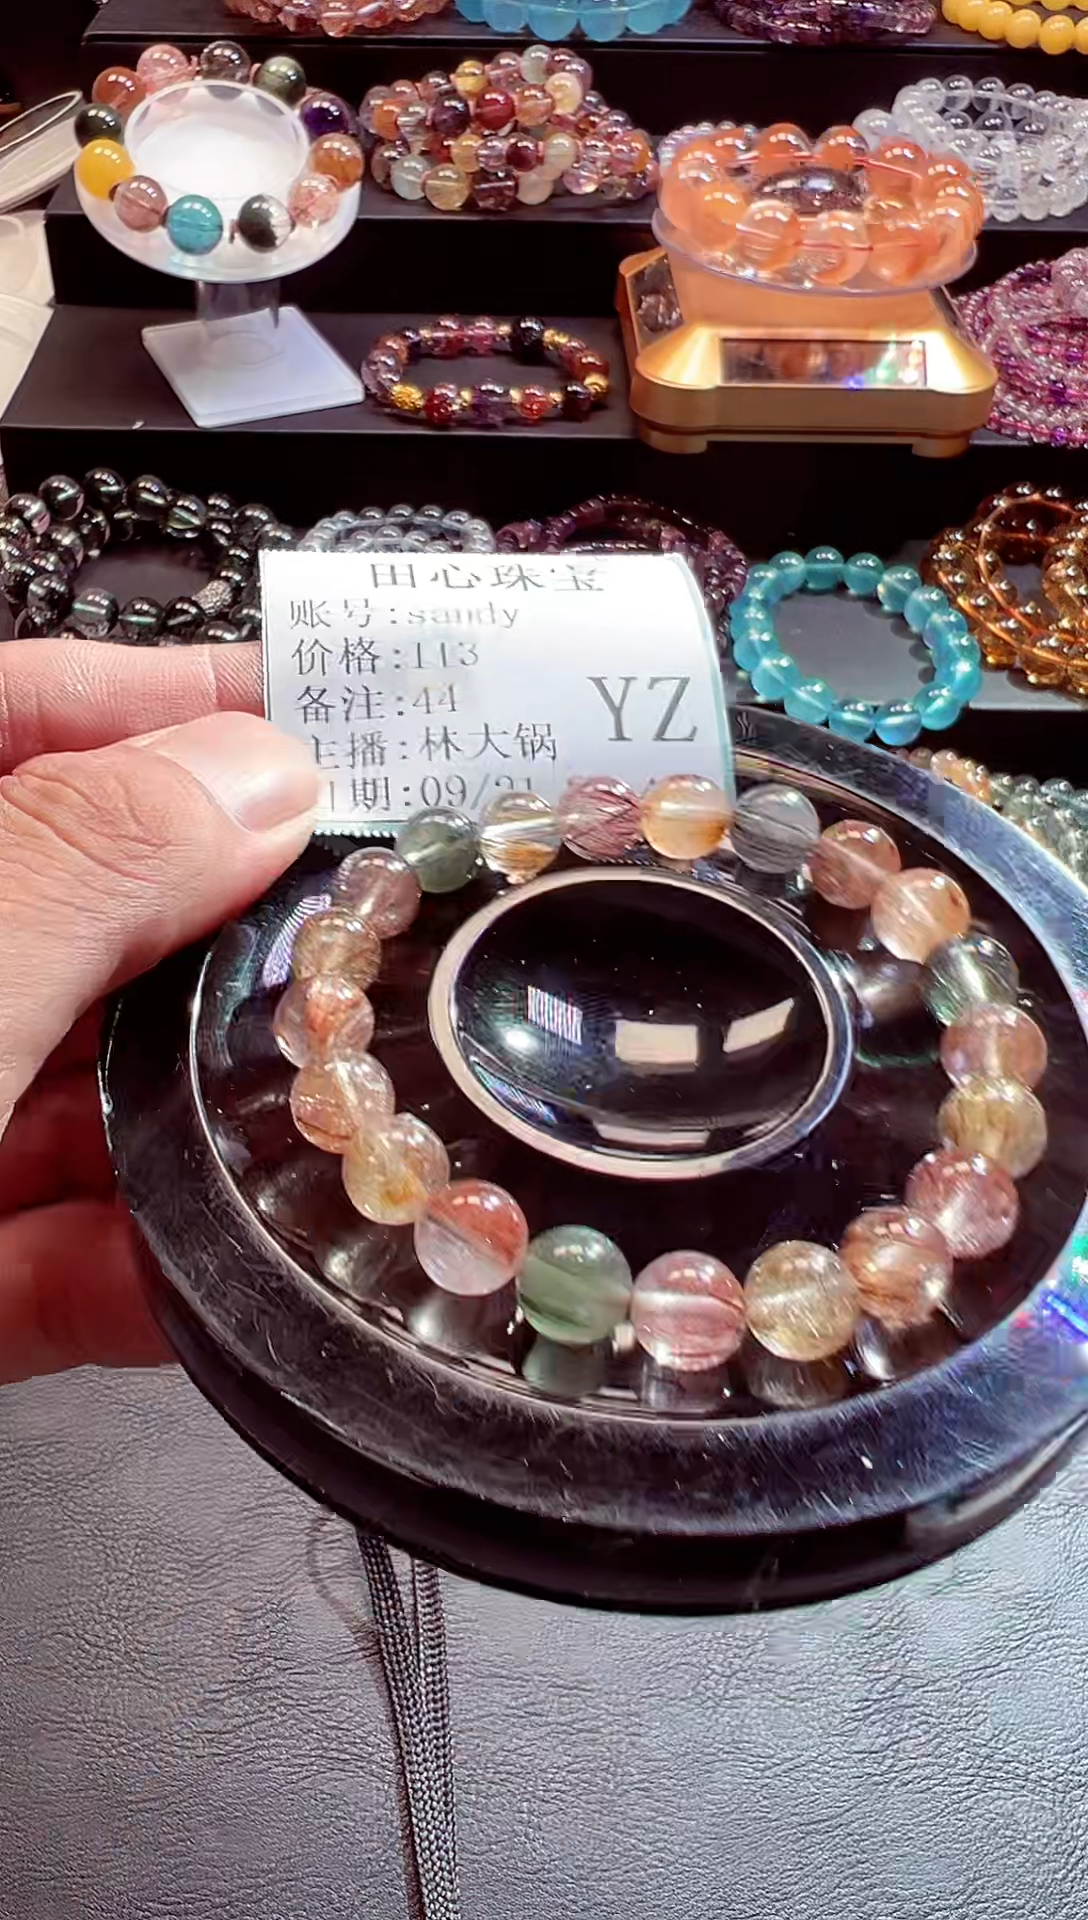 田心珠宝
账号:sandy
价格:113
备注:44
YZ
主播:林大锅
期:09/21